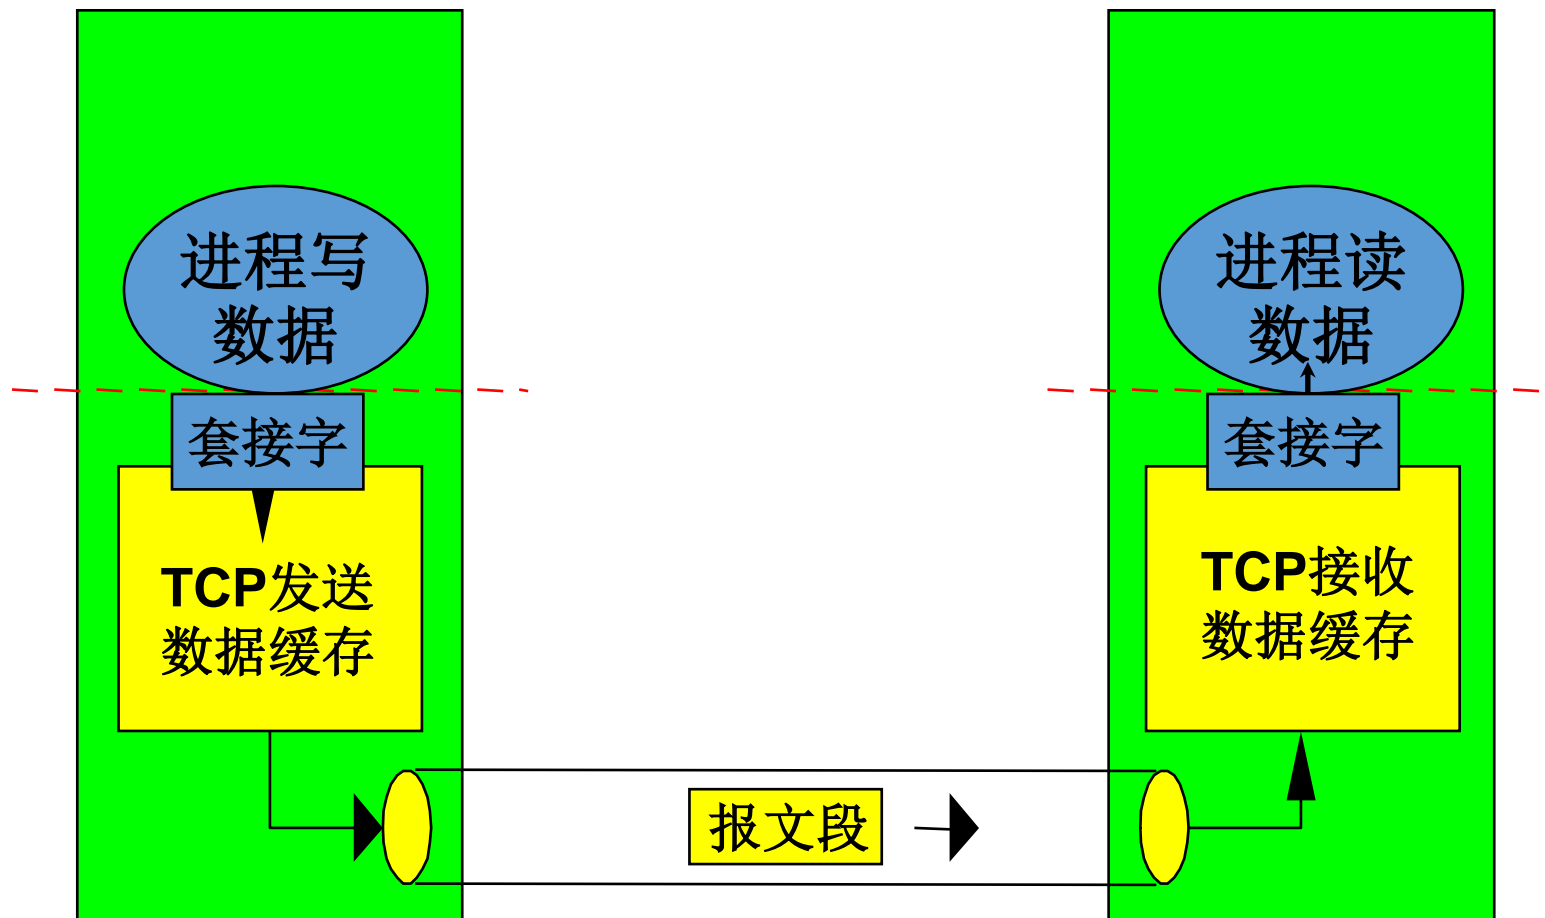 进程写
数据
套接字
TCP发送
数据缓存
报文段
进程读
数据
套接字
TCP接收
数据缓存